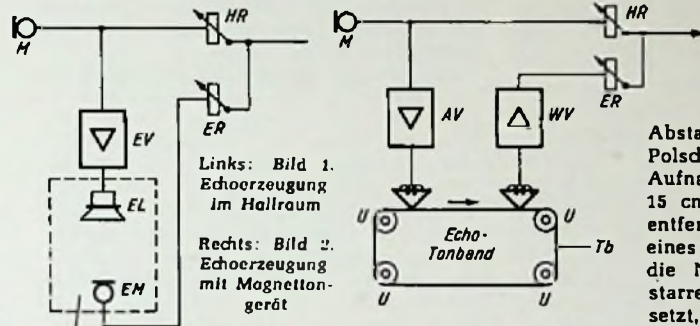 M
HR
ER
EV
EL
EM
Links: Bild 1.
Echoerzeugung
im Hallraum
Rechts: Bild 2.
Echoerzeugung
mit Magnetton-
gerät
M
HR
ER
AV
WV
U
U
Echo-
Tonband
Tb
U
U
Absta
Polsch
Aufna
15 cm
entfer
eines
die N
starre
setzt,